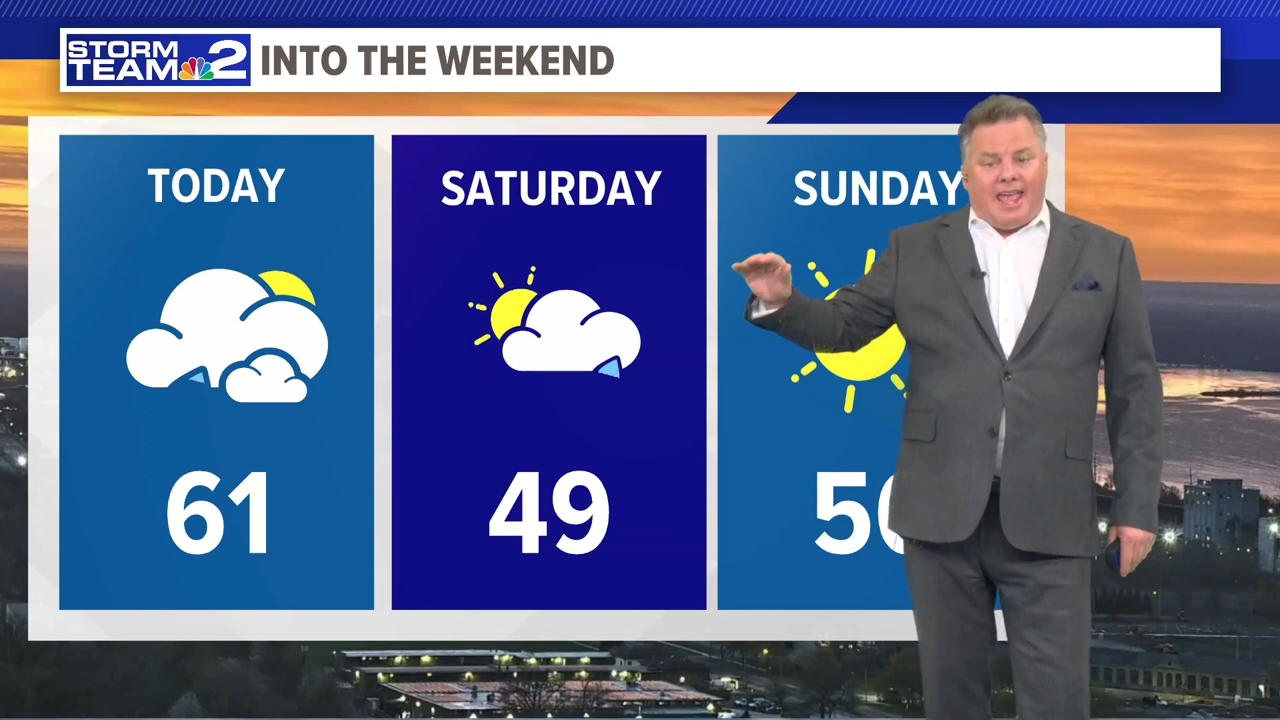 STORM
TEAM 2
INTO THE WEEKEND
TODAY
SATURDAY
SUNDAY
61
49